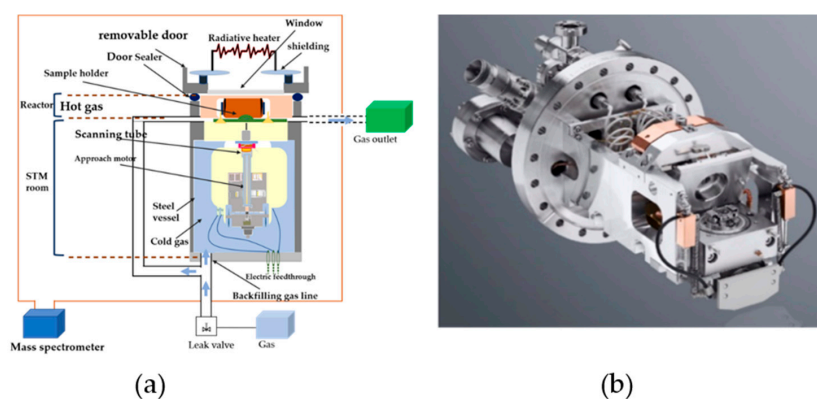 Window
removable door
Radiative heater
shielding
Door Sealer
Sample holder
Reactor
Hot gas
Gas outlet
Scanning tube
Approach motor
STM
room
Steel
vessel
Cold gas
Electric feedthrough
Backfilling gas line
Mass spectrometer
Leak valve
Gas
(a)
(b)